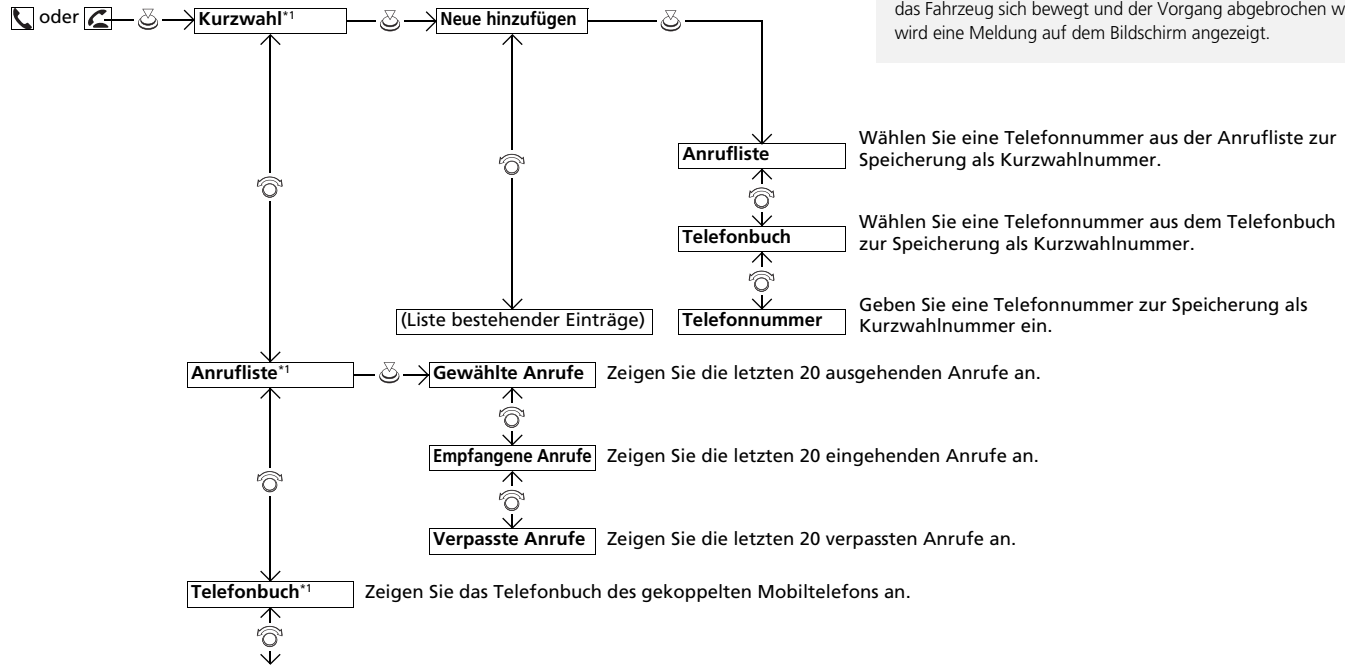 das Fahrzeug sich bewegt und der Vorgang abgebrochen
wird eine Meldung auf dem Bildschirm angezeigt.
oder
Kurzwahl*1
Neue hinzufügen
Anrufliste
Wählen Sie eine Telefonnummer aus der Anrufliste zur
Speicherung als Kurzwahlnummer.
Telefonbuch
Wählen Sie eine Telefonnummer aus dem Telefonbuch
zur Speicherung als Kurzwahlnummer.
(Liste bestehender Einträge)
Telefonnummer
Geben Sie eine Telefonnummer zur Speicherung als
Kurzwahlnummer ein.
Anrufliste*1
Gewählte Anrufe
Zeigen Sie die letzten 20 ausgehenden Anrufe an.
Empfangene Anrufe
Zeigen Sie die letzten 20 eingehenden Anrufe an.
Verpasste Anrufe
Zeigen Sie die letzten 20 verpassten Anrufe an.
Telefonbuch*1
Zeigen Sie das Telefonbuch des gekoppelten Mobiltelefons an.